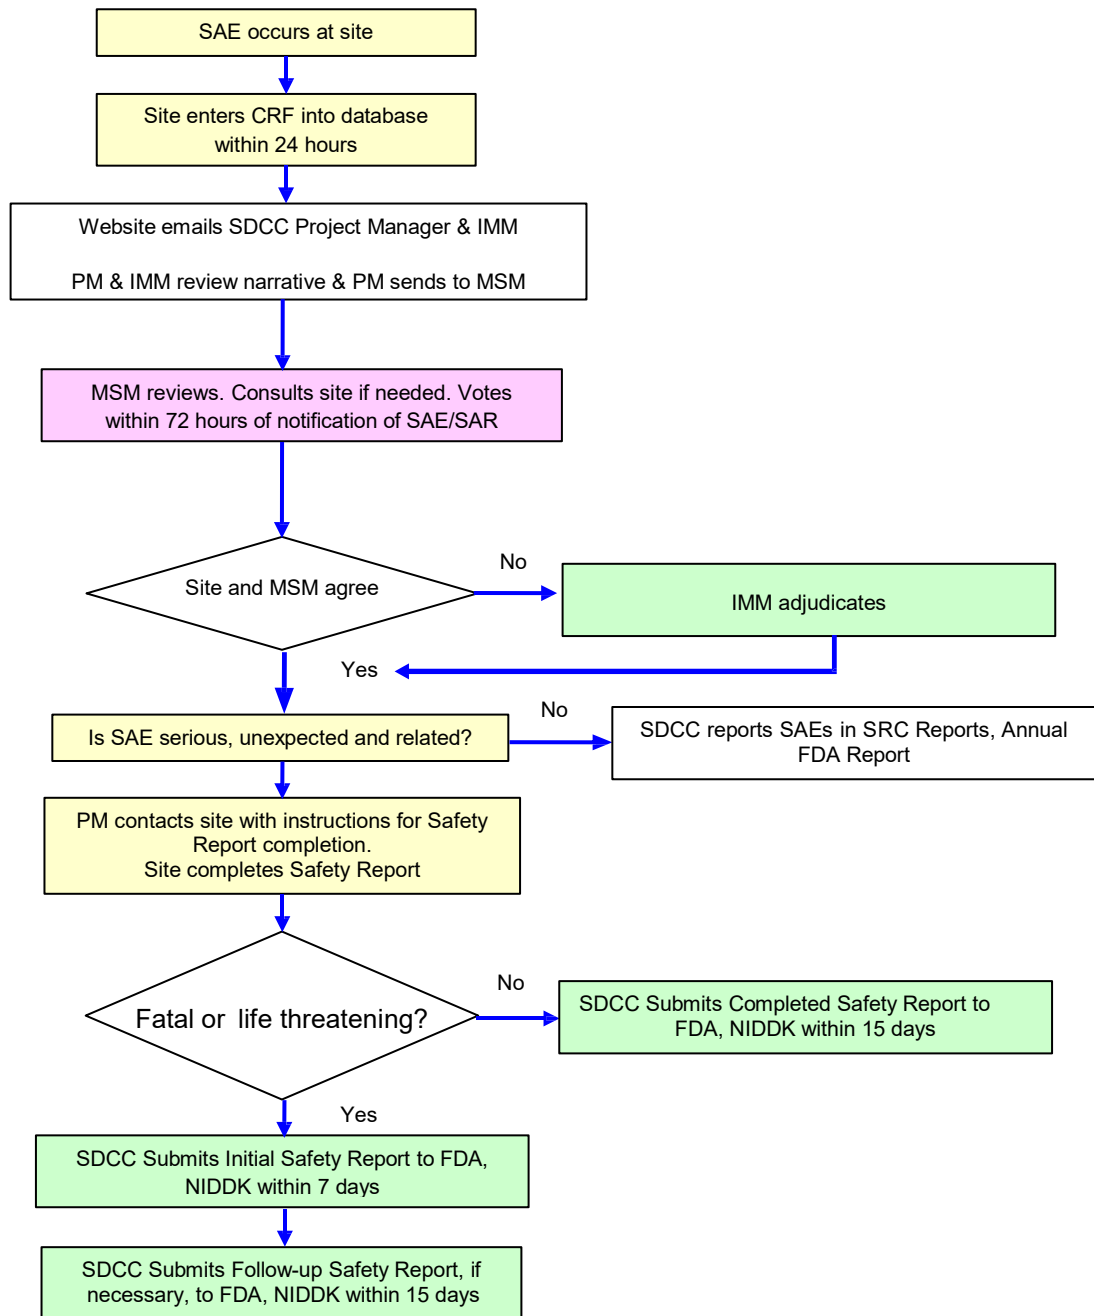 SAE occurs at site
Site enters CRF into database
within 24 hours
Website emails SDCC Project Manager & IMM
PM & IMM review narrative & PM sends to MSM
MSM reviews. Consults site if needed. Votes
within 72 hours of notification of SAE/SAR
Site and MSM agree
No
IMM adjudicates
Yes
Is SAE serious, unexpected and related?
No
SDCC reports SAEs in SRC Reports, Annual
FDA Report
PM contacts site with instructions for Safety
Report completion.
Site completes Safety Report
Fatal or life threatening?
No
SDCC Submits Completed Safety Report to
FDA, NIDDK within 15 days
Yes
SDCC Submits Initial Safety Report to FDA,
NIDDK within 7 days
SDCC Submits Follow-up Safety Report, if
necessary, to FDA, NIDDK within 15 days